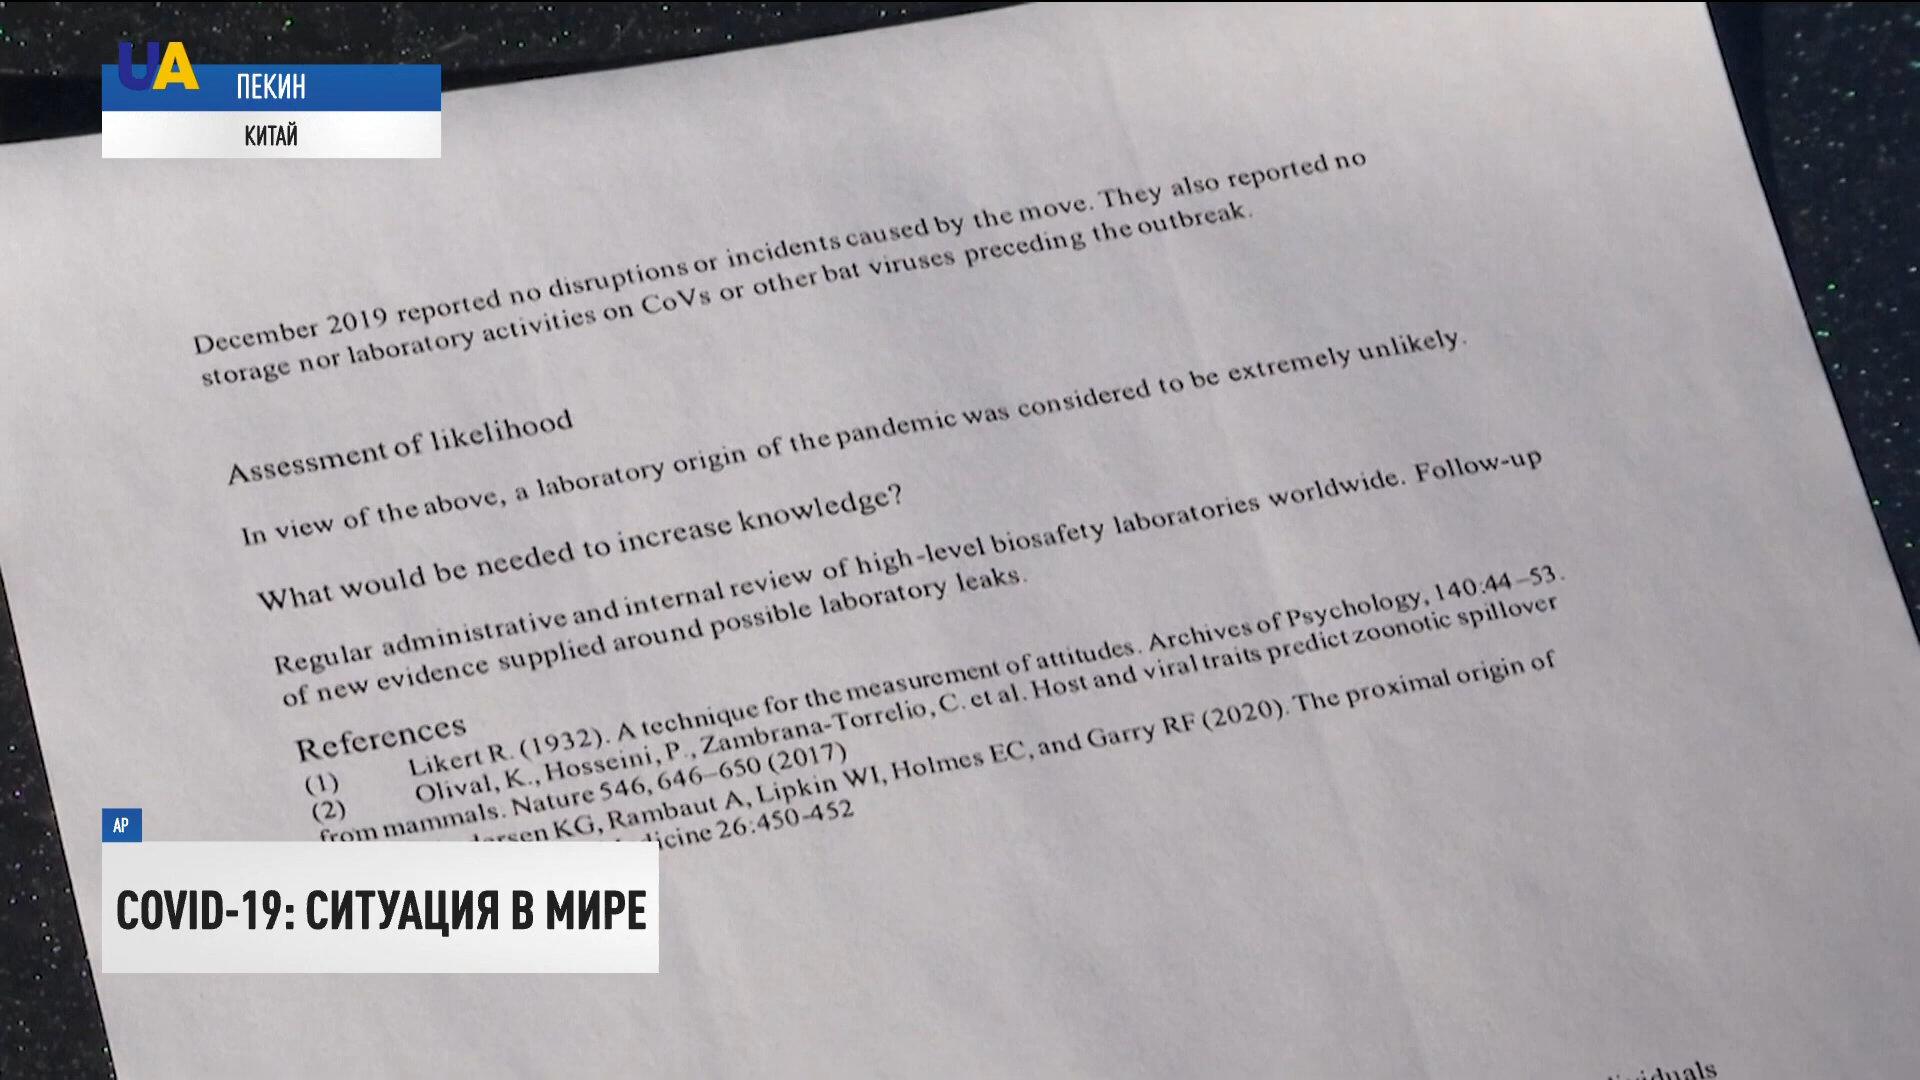 UA
ПЕКИН
КИТАЙ
December 2019 reported no disruptions or incidents caused by the move. They also reported no
storage nor laboratory activities on CoVs or other bat viruses preceding the outbreak.
Assessment of likelihood
In view of the above, a laboratory origin of the pandemic was considered to be extremely unlikely.
What would be needed to increase knowledge?
Regular administrative and internal review of high-level biosafety laboratories worldwide. Follow-up
of new evidence supplied around possible laboratory leaks.
References
(1) Likert R. (1932). A technique for the measurement of attitudes. Archives of Psychology, 140:44–53.
(2) Olival, K., Hosseini, P., Zambrana-Torrelio, C. et al. Host and viral traits predict zoonotic spillover
from mammals. Nature 546, 646–650 (2017)
KG, Rambaut A, Lipkin WI, Holmes EC, and Garry RF (2020). The proximal origin of
26:450-452
AP
COVID-19: СИТУАЦИЯ В МИРЕ